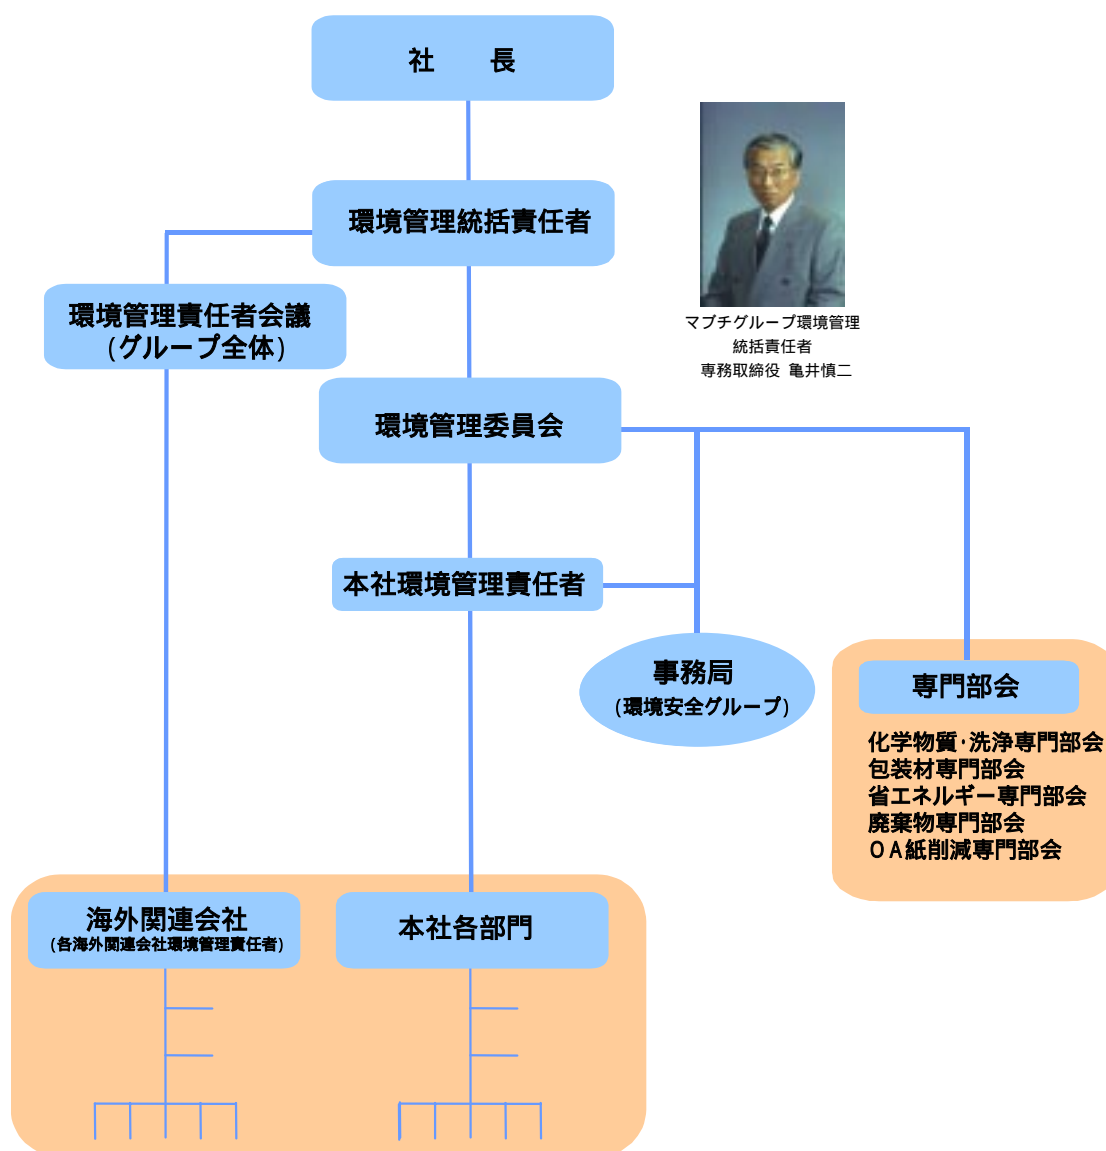 社　　長
環境管理統括責任者
マブチグループ環境管理
統括責任者
専務取締役 亀井慎二
環境管理責任者会議
(グループ全体)
環境管理委員会
本社環境管理責任者
事務局
(環境安全グループ)
専門部会
化学物質・洗浄専門部会
包装材専門部会
省エネルギー専門部会
廃棄物専門部会
OA紙削減専門部会
海外関連会社
(各海外関連会社環境管理責任者)
本社各部門